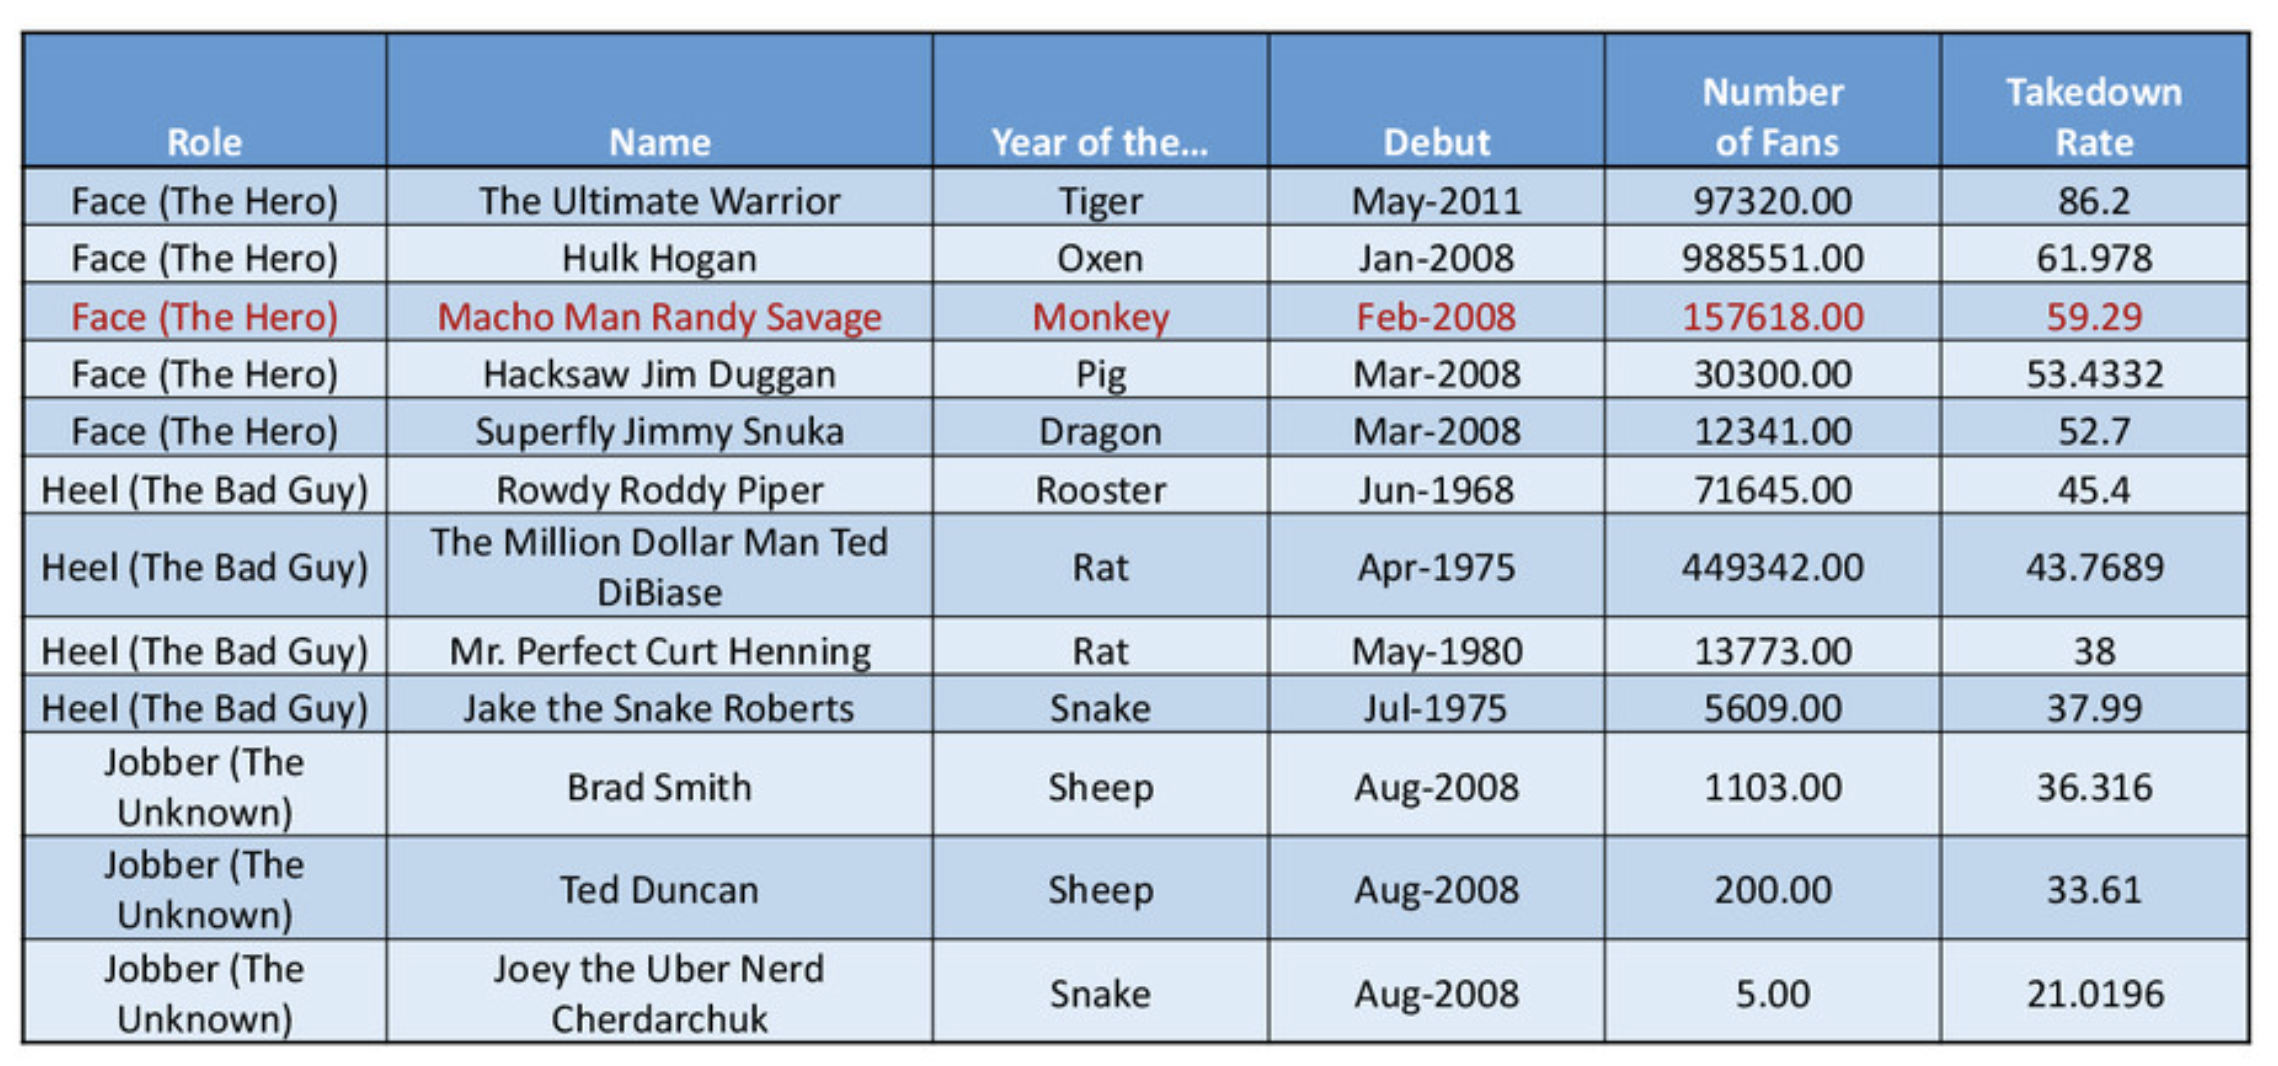 Role Name Year of the... Debut Number of Fans Takedown Rate
Face (The Hero) The Ultimate Warrior Tiger May-2011 97320.00 86.2
Face (The Hero) Hulk Hogan Oxen Jan-2008 988551.00 61.978
Face (The Hero) Macho Man Randy Savage Monkey Feb-2008 157618.00 59.29
Face (The Hero) Hacksaw Jim Duggan Pig Mar-2008 30300.00 53.4332
Face (The Hero) Superfly Jimmy Snuka Dragon Mar-2008 12341.00 52.7
Heel (The Bad Guy) Rowdy Roddy Piper Rooster Jun-1968 71645.00 45.4
Heel (The Bad Guy) The Million Dollar Man Ted DiBiase Rat Apr-1975 449342.00 43.7689
Heel (The Bad Guy) Mr. Perfect Curt Henning Rat May-1980 13773.00 38
Heel (The Bad Guy) Jake the Snake Roberts Snake Jul-1975 5609.00 37.99
Jobber (The Unknown) Brad Smith Sheep Aug-2008 1103.00 36.316
Jobber (The Unknown) Ted Duncan Sheep Aug-2008 200.00 33.61
Jobber (The Unknown) Joey the Uber Nerd Cherdarchuk Snake Aug-2008 5.00 21.0196